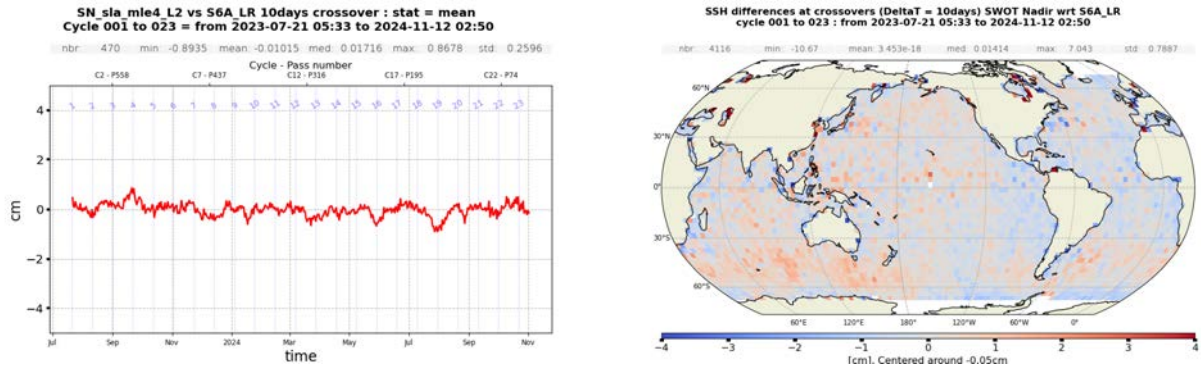 SN_sla_mle4_L2 vs S6A_LR 10days crossover : stat = mean
Cycle 001 to 023 = from 2023-07-21 05:33 to 2024-11-12 02:50
nbr: 470 min: -0.8935 mean: -0.01015 med: 0.01716 max: 0.8678 std: 0.2596
Cycle - Pass number
C2 - P558 C7 - P437 C12 - P316 C17 - P195 C22 - P74
1 2 3 4 5 6 7 8 9 10 11 12 13 14 15 16 17 18 19 20 21 22 23
4
2
0
−2
−4
cm
Jul Sep Nov 2024 Mar May Jul Sep Nov
time
SSH differences at crossovers (DeltaT = 10days) SWOT Nadir wrt S6A_LR
cycle 001 to 023 : from 2023-07-21 05:33 to 2024-11-12 02:50
nbr: 4116 min: -10.67 mean: 3.453e-18 med: 0.01414 max: 7.043 std: 0.7887
60°N
30°N
0°
30°S
60°S
60°E 120°E 180° 120°W 60°W 0°
−4 −3 −2 −1 0 1 2 3 4
[cm]. Centered around -0.05cm